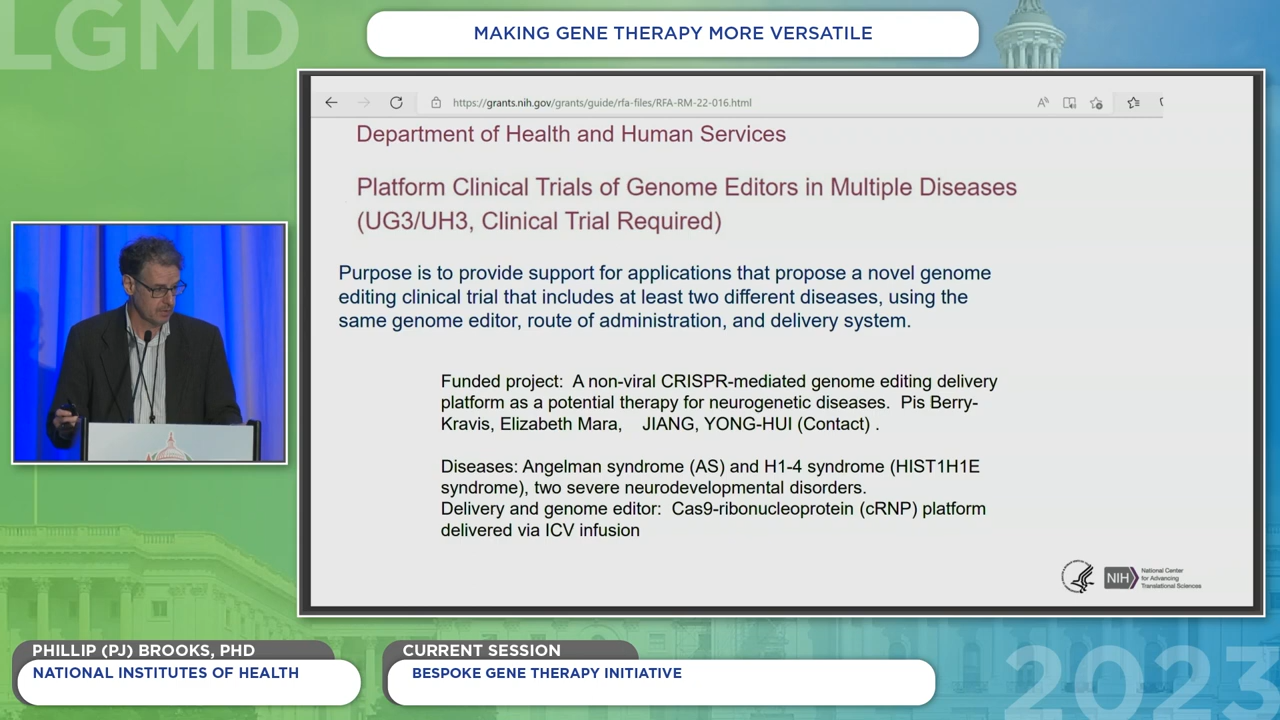 LGMD
MAKING GENE THERAPY MORE VERSATILE
https://grants.nih.gov/grants/guide/rfa-files/RFA-RM-22-016.html
Department of Health and Human Services
Platform Clinical Trials of Genome Editors in Multiple Diseases
(UG3/UH3, Clinical Trial Required)
Purpose is to provide support for applications that propose a novel genome
editing clinical trial that includes at least two different diseases, using the
same genome editor, route of administration, and delivery system.
Funded project: A non-viral CRISPR-mediated genome editing delivery
platform as a potential therapy for neurogenetic diseases. Pis Berry-
Kravis, Elizabeth Mara, JIANG, YONG-HUI (Contact) .
Diseases: Angelman syndrome (AS) and H1-4 syndrome (HIST1H1E
syndrome), two severe neurodevelopmental disorders.
Delivery and genome editor: Cas9-ribonucleoprotein (cRNP) platform
delivered via ICV infusion
NIH
National Center
for Advancing
Translational Sciences
PHILLIP (PJ) BROOKS, PHD
NATIONAL INSTITUTES OF HEALTH
CURRENT SESSION
BESPOKE GENE THERAPY INITIATIVE
2023